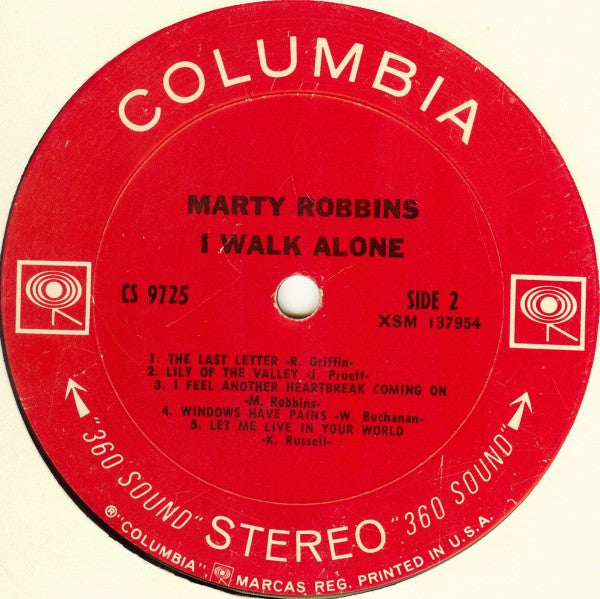 COLUMBIA
MARTY ROBBINS
I WALK ALONE
CS 9725
SIDE 2
XSM 137954
1. THE LAST LETTER -R. Griffin-
2. LILY OF THE VALLEY -J. Pruett-
3. I FEEL ANOTHER HEARTBREAK COMING ON
-M. Robbins-
4. WINDOWS HAVE PAINS -W. Buchanan-
5. LET ME LIVE IN YOUR WORLD
-K. Russell-
"360 SOUND" STEREO "360 SOUND"
®"COLUMBIA", MARCAS REG. PRINTED IN U.S.A.